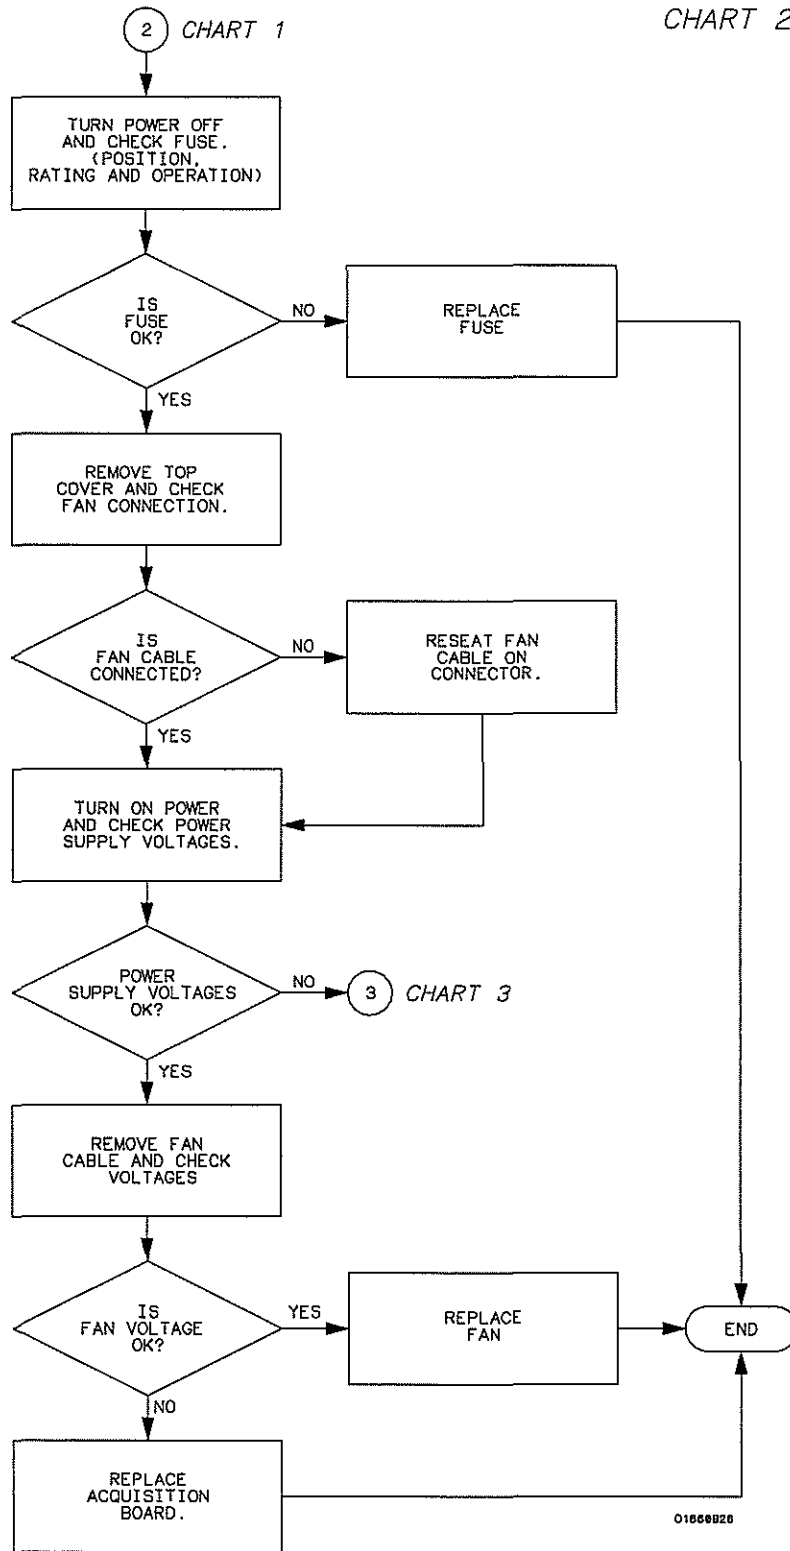 2 CHART 1
CHART 2
TURN POWER OFF
AND CHECK FUSE.
(POSITION,
RATING AND OPERATION)
IS
FUSE
OK?
NO
REPLACE
FUSE
YES
REMOVE TOP
COVER AND CHECK
FAN CONNECTION.
IS
FAN CABLE
CONNECTED?
NO
RESEAT FAN
CABLE ON
CONNECTOR.
YES
TURN ON POWER
AND CHECK POWER
SUPPLY VOLTAGES.
POWER
SUPPLY VOLTAGES
OK?
NO
3 CHART 3
YES
REMOVE FAN
CABLE AND CHECK
VOLTAGES
IS
FAN VOLTAGE
OK?
YES
REPLACE
FAN
END
NO
REPLACE
ACQUISITION
BOARD.